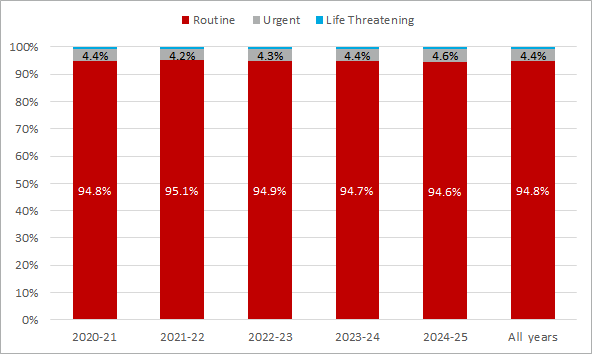 Routine Urgent Life Threatening
100%
90%
80%
70%
60%
50%
40%
30%
20%
10%
0%
4.4% 4.2% 4.3% 4.4% 4.6% 4.4%
94.8% 95.1% 94.9% 94.7% 94.6% 94.8%
2020-21 2021-22 2022-23 2023-24 2024-25 All years